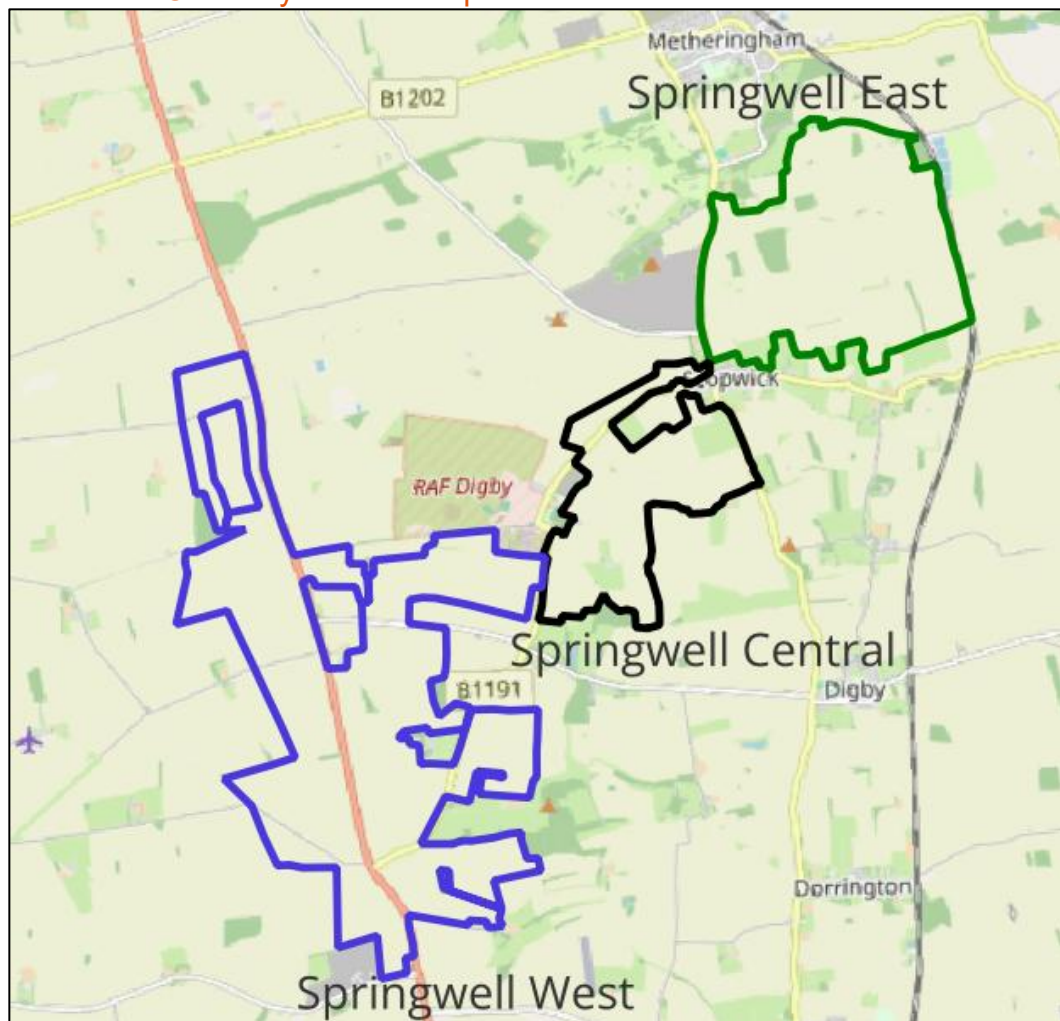 Metheringham
Springwell East
B1202
RAF Digby
Springwell Central
B1191
Digby
Dorrington
Springwell West